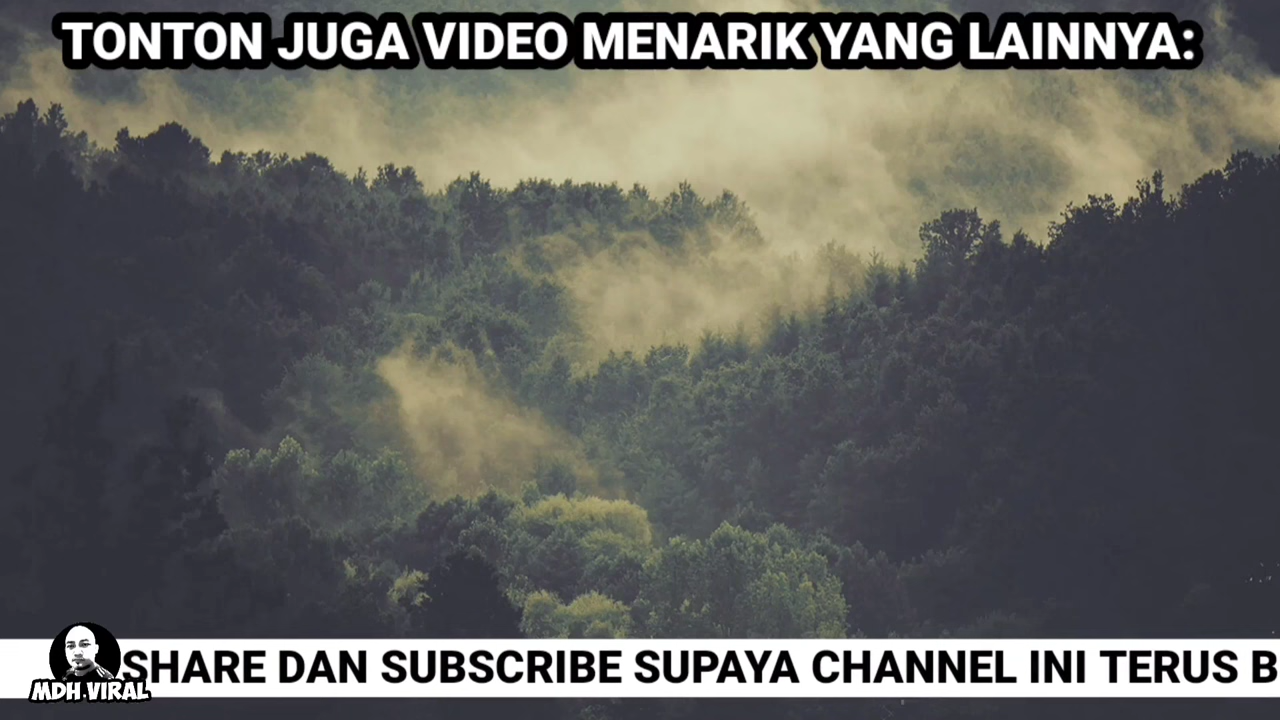 TONTON JUGA VIDEO MENARIK YANG LAINNYA:
SHARE DAN SUBSCRIBE SUPAYA CHANNEL INI TERUS B
MDH VIRAL